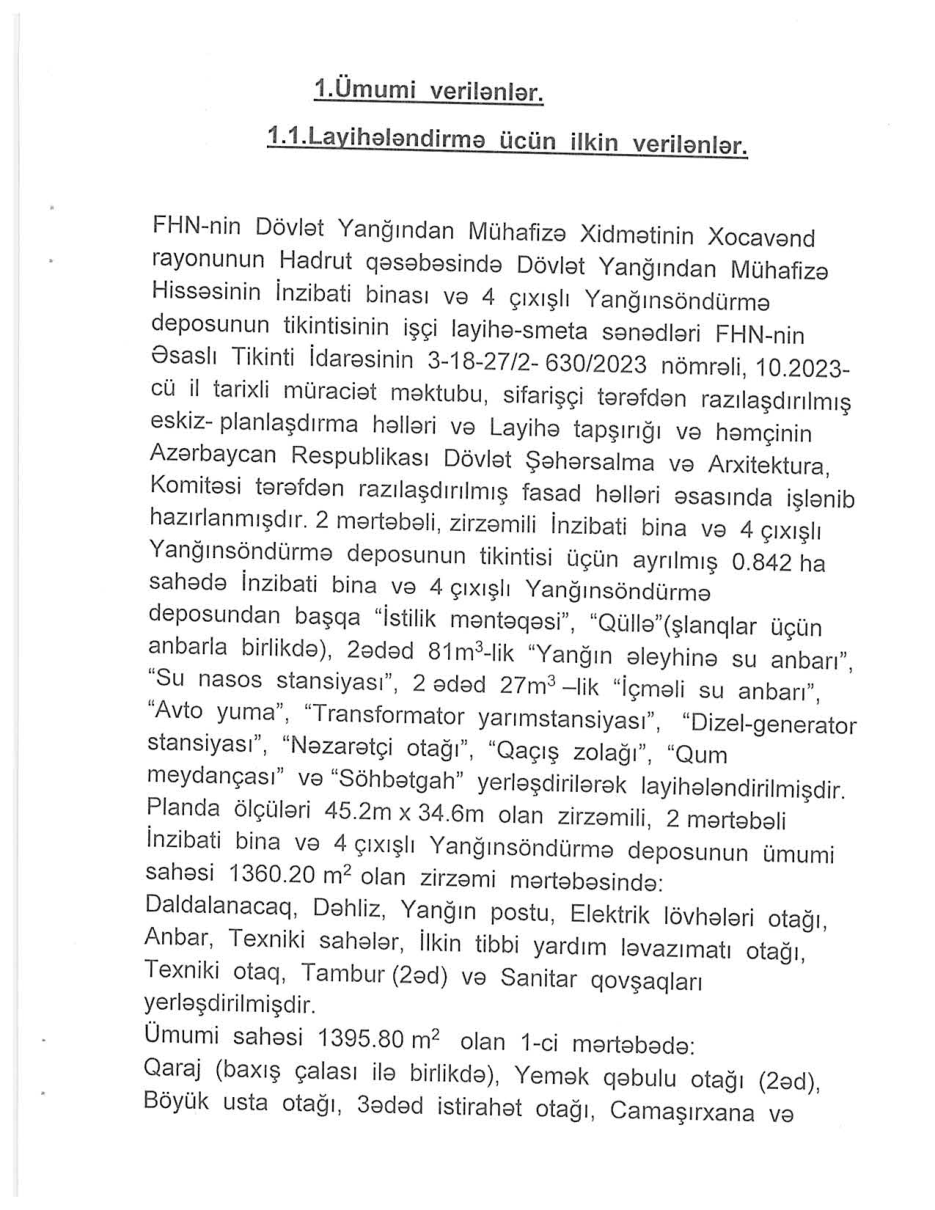 1.Ümumi verilənlər.
1.1.Layihələndirmə ücün ilkin verilənlər.
FHN-nin Dövlət Yanğından Mühafizə Xidmətinin Xocavənd
rayonunun Hadrut qəsəbəsində Dövlət Yanğından Mühafizə
Hissəsinin İnzibati binası və 4 çıxışlı Yanğınsöndürmə
deposunun tikintisinin işçi layihə-smeta sənədləri FHN-nin
Əsaslı Tikinti İdarəsinin 3-18-27/2- 630/2023 nömrəli, 10.2023-
cü il tarixli müraciət məktubu, sifarişçi tərəfdən razılaşdırılmış
eskiz- planlaşdırma həlləri və Layihə tapşırığı və həmçinin
Azərbaycan Respublikası Dövlət Şəhərsalma və Arxitektura,
Komitəsi tərəfdən razılaşdırılmış fasad həlləri əsasında işlənib
hazırlanmışdır. 2 mərtəbəli, zirzəmili İnzibati bina və 4 çıxışlı
Yanğınsöndürmə deposunun tikintisi üçün ayrılmış 0.842 ha
sahədə İnzibati bina və 4 çıxışlı Yanğınsöndürmə
deposundan başqa “İstilik məntəqəsi”, “Qüllə”(şlanqlar üçün
anbarla birlikdə), 2ədəd 81m³-lik “Yanğın əleyhinə su anbarı”,
“Su nasos stansiyası”, 2 ədəd 27m³ –lik “İçməli su anbarı”,
“Avto yuma”, “Transformator yarımstansiyası”, “Dizel-generator
stansiyası”, “Nəzarətçi otağı”, “Qaçış zolağı”, “Qum
meydançası” və “Söhbətgah” yerləşdirilərək layihələndirilmişdir.
Planda ölçüləri 45.2m x 34.6m olan zirzəmili, 2 mərtəbəli
İnzibati bina və 4 çıxışlı Yanğınsöndürmə deposunun ümumi
sahəsi 1360.20 m² olan zirzəmi mərtəbəsində:
Daldalanacaq, Dəhliz, Yanğın postu, Elektrik lövhələri otağı,
Anbar, Texniki sahələr, İlkin tibbi yardım ləvazımatı otağı,
Texniki otaq, Tambur (2əd) və Sanitar qovşaqları
yerləşdirilmişdir.
Ümumi sahəsi 1395.80 m² olan 1-ci mərtəbədə:
Qaraj (baxış çalası ilə birlikdə), Yemək qəbulu otağı (2əd),
Böyük usta otağı, 3ədəd istirahət otağı, Camaşırxana və